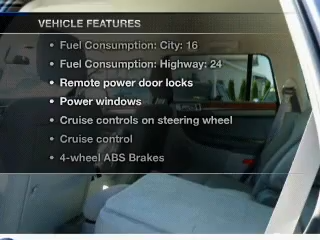 VEHICLE FEATURES
• Fuel Consumption: City: 16
• Fuel Consumption: Highway: 24
• Remote power door locks
• Power windows
• Cruise controls on steering wheel
• Cruise control
• 4-wheel ABS Brakes